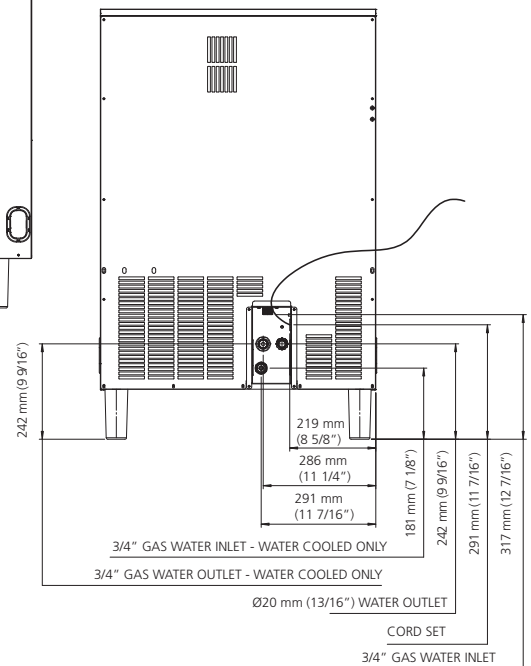 242 mm (9 9/16”)
219 mm
(8 5/8”)
286 mm
(11 1/4”)
291 mm
(11 7/16”)
181 mm (7 1/8”)
242 mm (9 9/16”)
291 mm (11 7/16”)
317 mm (12 7/16”)
3/4” GAS WATER INLET - WATER COOLED ONLY
3/4” GAS WATER OUTLET - WATER COOLED ONLY
Ø20 mm (13/16”) WATER OUTLET
CORD SET
3/4” GAS WATER INLET